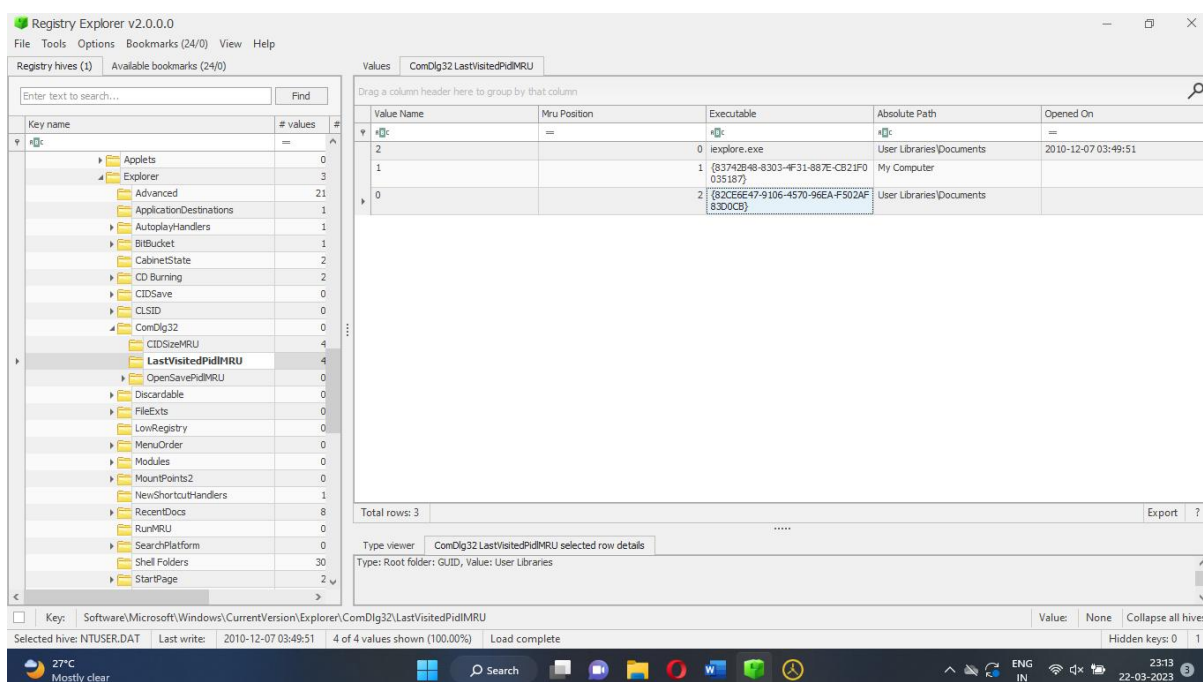 Registry Explorer v2.0.0.0
File Tools Options Bookmarks (24/0) View Help
Registry hives (1) Available bookmarks (24/0)
Enter text to search... Find
Key name # values #
= 
Applets 0
Explorer 3
Advanced 21
ApplicationDestinations 1
AutoplayHandlers 1
BitBucket 1
CabinetState 2
CD Burning 2
CIDSave 0
CLSID 0
ComDlg32 0
CIDSizeMRU 4
LastVisitedPidlMRU 4
OpenSavePidlMRU 0
Discardable 0
FileExts 0
LowRegistry 0
MenuOrder 0
Modules 0
MountPoints2 0
NewShortcutHandlers 1
RecentDocs 8
RunMRU 0
SearchPlatform 0
Shell Folders 30
StartPage 2
Values ComDlg32 LastVisitedPidlMRU
Drag a column header here to group by that column
Value Name Mru Position Executable Absolute Path Opened On
= =
2 0 iexplore.exe User Libraries\Documents 2010-12-07 03:49:51
1 1 {83742B48-8303-4F31-887E-CB21F0 My Computer
035187}
0 2 {82CE6E47-9106-4570-96EA-F502AF User Libraries\Documents
83D0CB}
Total rows: 3 Export ?
Type viewer ComDlg32 LastVisitedPidlMRU selected row details
Type: Root folder: GUID, Value: User Libraries
Key: Software\Microsoft\Windows\CurrentVersion\Explorer\ComDlg32\LastVisitedPidlMRU Value: None Collapse all hives
Selected hive: NTUSER.DAT Last write: 2010-12-07 03:49:51 4 of 4 values shown (100.00%) Load complete Hidden keys: 0 1
27°C
Mostly clear
Search
ENG
IN
23:13
22-03-2023
3